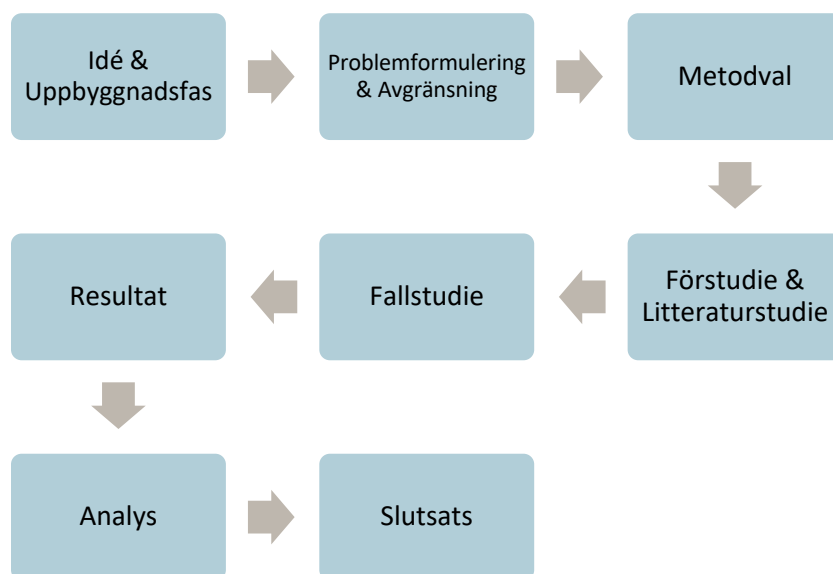 Idé &
Uppbyggnadsfas
Problemformulering
& Avgränsning
Metodval
Förstudie &
Litteraturstudie
Fallstudie
Resultat
Analys
Slutsats